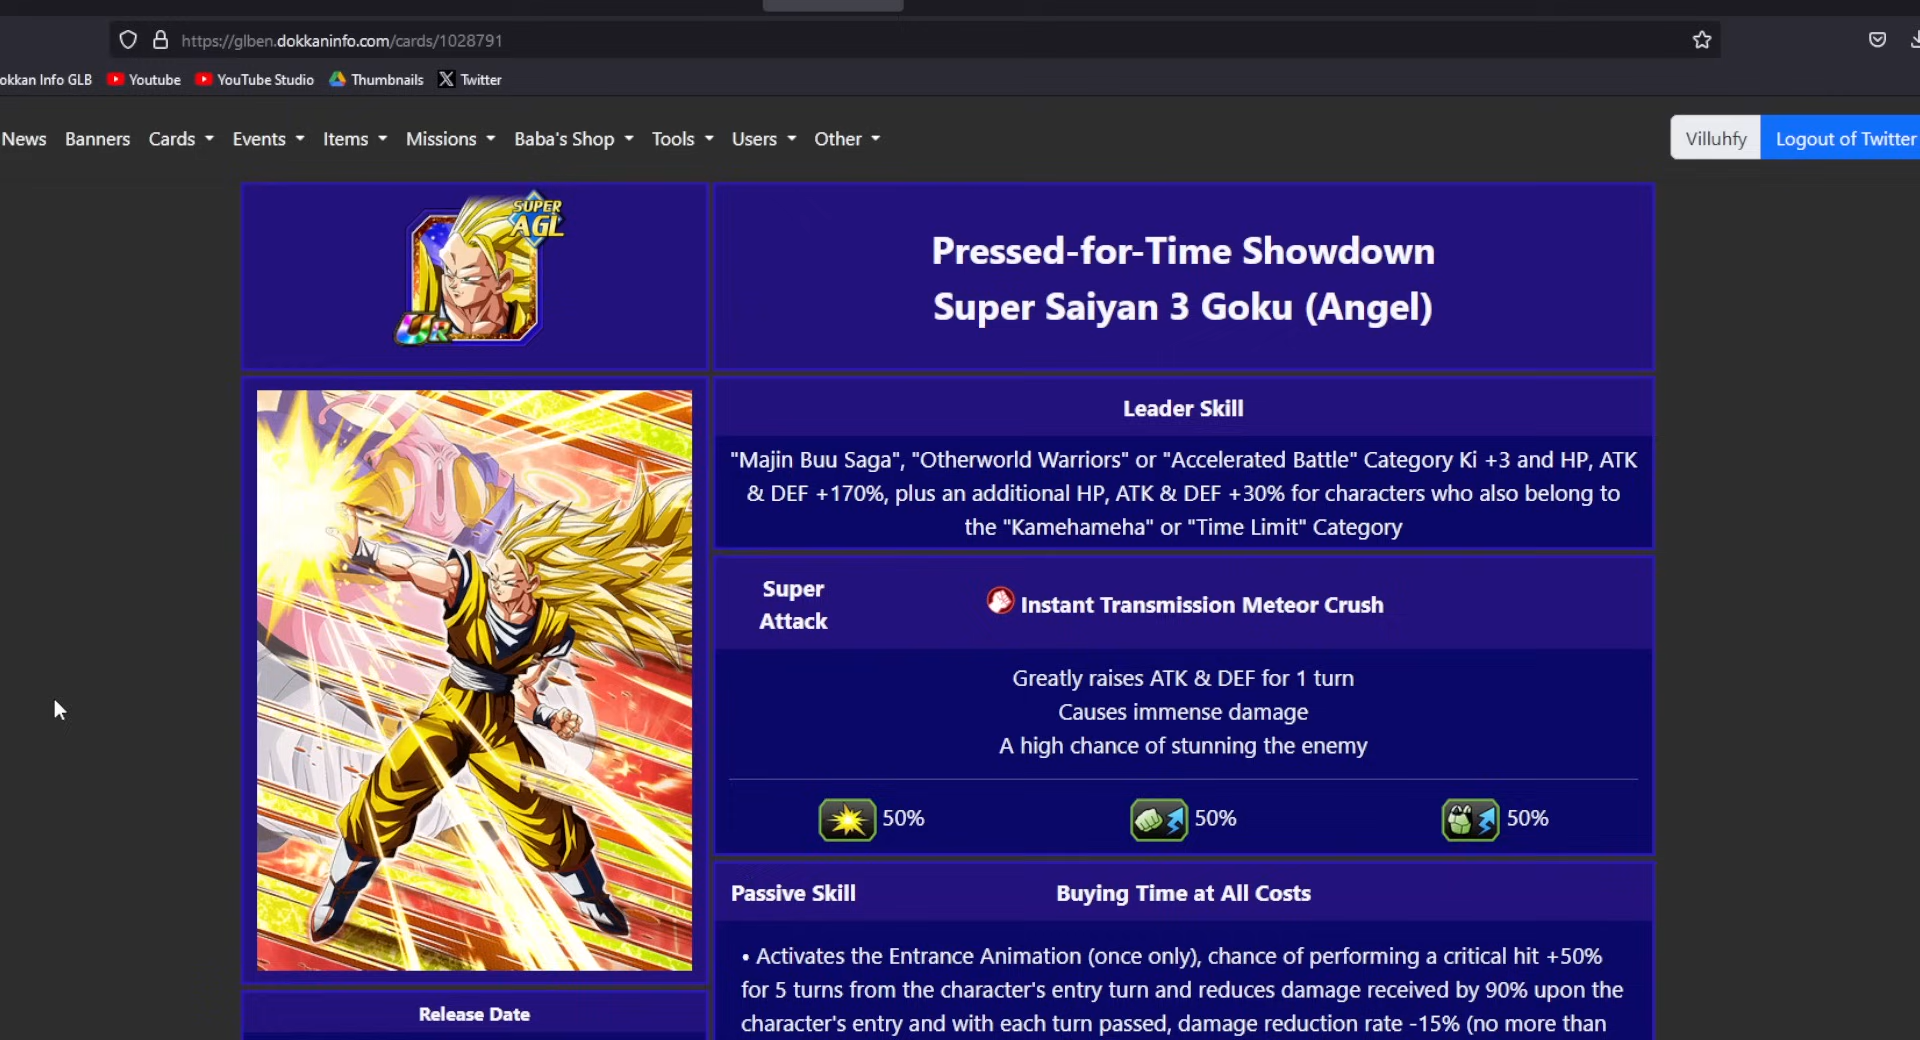 https://glben.dokkaninfo.com/cards/1028791
okkan Info GLB Youtube YouTube Studio Thumbnails Twitter
News Banners Cards Events Items Missions Baba's Shop Tools Users Other Villuhfy Logout of Twitter
SUPER
AGL
UR
Pressed-for-Time Showdown
Super Saiyan 3 Goku (Angel)
Leader Skill
"Majin Buu Saga", "Otherworld Warriors" or "Accelerated Battle" Category Ki +3 and HP, ATK
& DEF +170%, plus an additional HP, ATK & DEF +30% for characters who also belong to
the "Kamehameha" or "Time Limit" Category
Super
Attack
Instant Transmission Meteor Crush
Greatly raises ATK & DEF for 1 turn
Causes immense damage
A high chance of stunning the enemy
50% 50% 50%
Passive Skill Buying Time at All Costs
• Activates the Entrance Animation (once only), chance of performing a critical hit +50%
for 5 turns from the character's entry turn and reduces damage received by 90% upon the
character's entry and with each turn passed, damage reduction rate -15% (no more than
Release Date